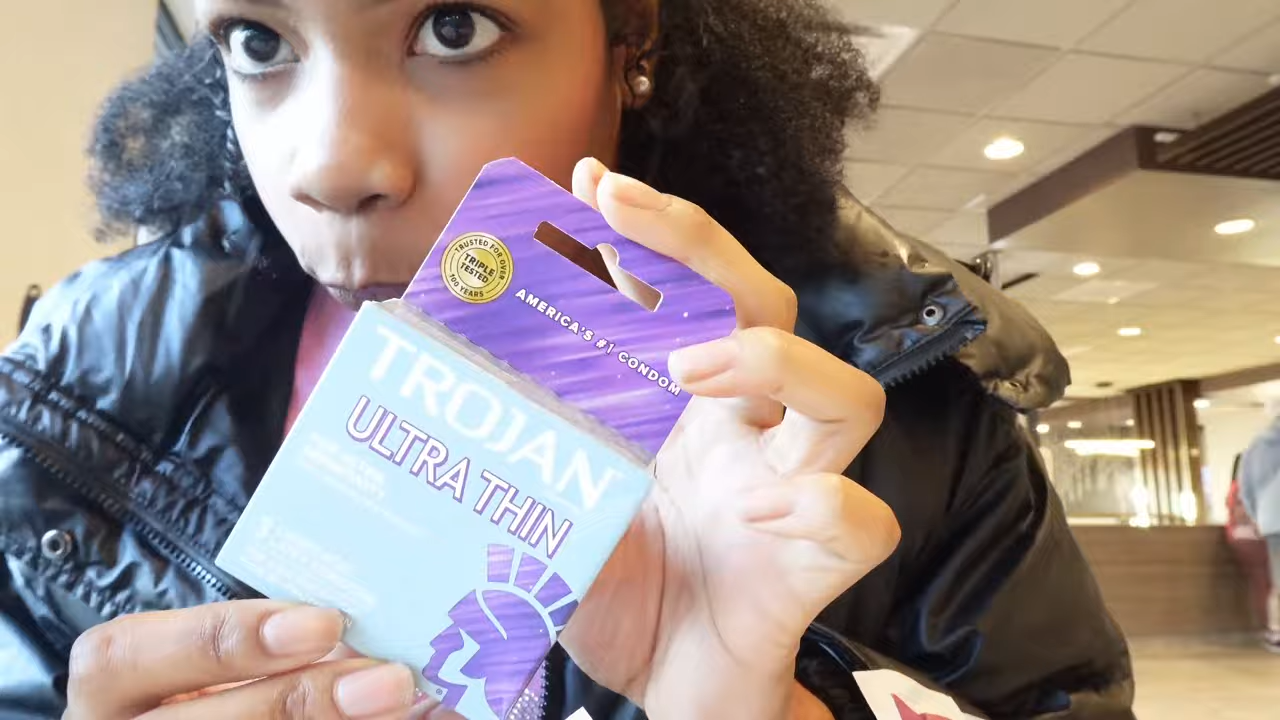 TRUSTED FOR OVER
TRIPLE
TESTED
100 YEARS
AMERICA'S #1 CONDOM
TROJAN
ULTRA THIN